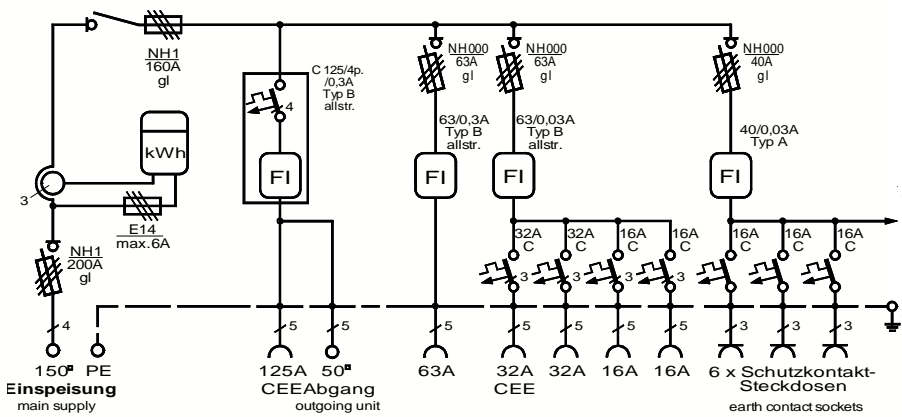 NH1
160A
gl
C 125/4p.
/0,3A
Typ B
allstr.
4
NH000
63A
gl
NH000
63A
gl
NH000
40A
gl
kWh
3
E14
max.6A
NH1
200A
gl
FI
63/0,3A
Typ B
allstr.
FI
63/0,03A
Typ B
allstr.
FI
40/0,03A
Typ A
FI
32A
C
32A
C
16A
C
16A
C
16A
C
16A
C
16A
C
3
3
3
3
4
5
5
5
5
5
5
5
3
3
3
150 PE
125A 50 63A 32A 32A 16A 16A 6 x Schutzkontakt-
Einspeisung CEEAbgang CEE Steckdosen
main supply outgoing unit earth contact sockets